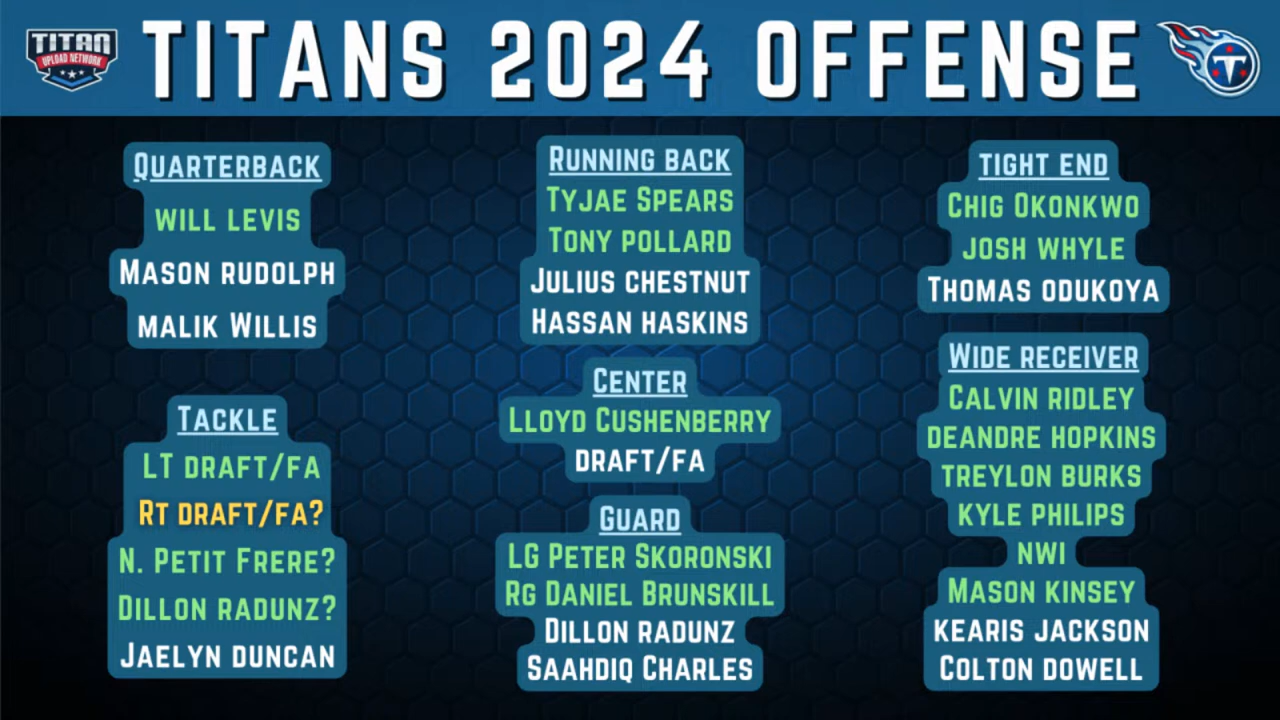 TITAN
UPLOAD NETWORK
TITANS 2024 OFFENSE
T
QUARTERBACK
WILL LEVIS
MASON RUDOLPH
MALIK WILLIS
TACKLE
LT DRAFT/FA
RT DRAFT/FA?
N. PETIT FRERE?
DILLON RADUNZ?
JAELYN DUNCAN
RUNNING BACK
TYJAE SPEARS
TONY POLLARD
JULIUS CHESTNUT
HASSAN HASKINS
CENTER
LLOYD CUSHENBERRY
DRAFT/FA
GUARD
LG PETER SKORONSKI
RG DANIEL BRUNSKILL
DILLON RADUNZ
SAAHDIQ CHARLES
TIGHT END
CHIG OKONKWO
JOSH WHYLE
THOMAS ODUKOYA
WIDE RECEIVER
CALVIN RIDLEY
DEANDRE HOPKINS
TREYLON BURKS
KYLE PHILIPS
NWI
MASON KINSEY
KEARIS JACKSON
COLTON DOWELL